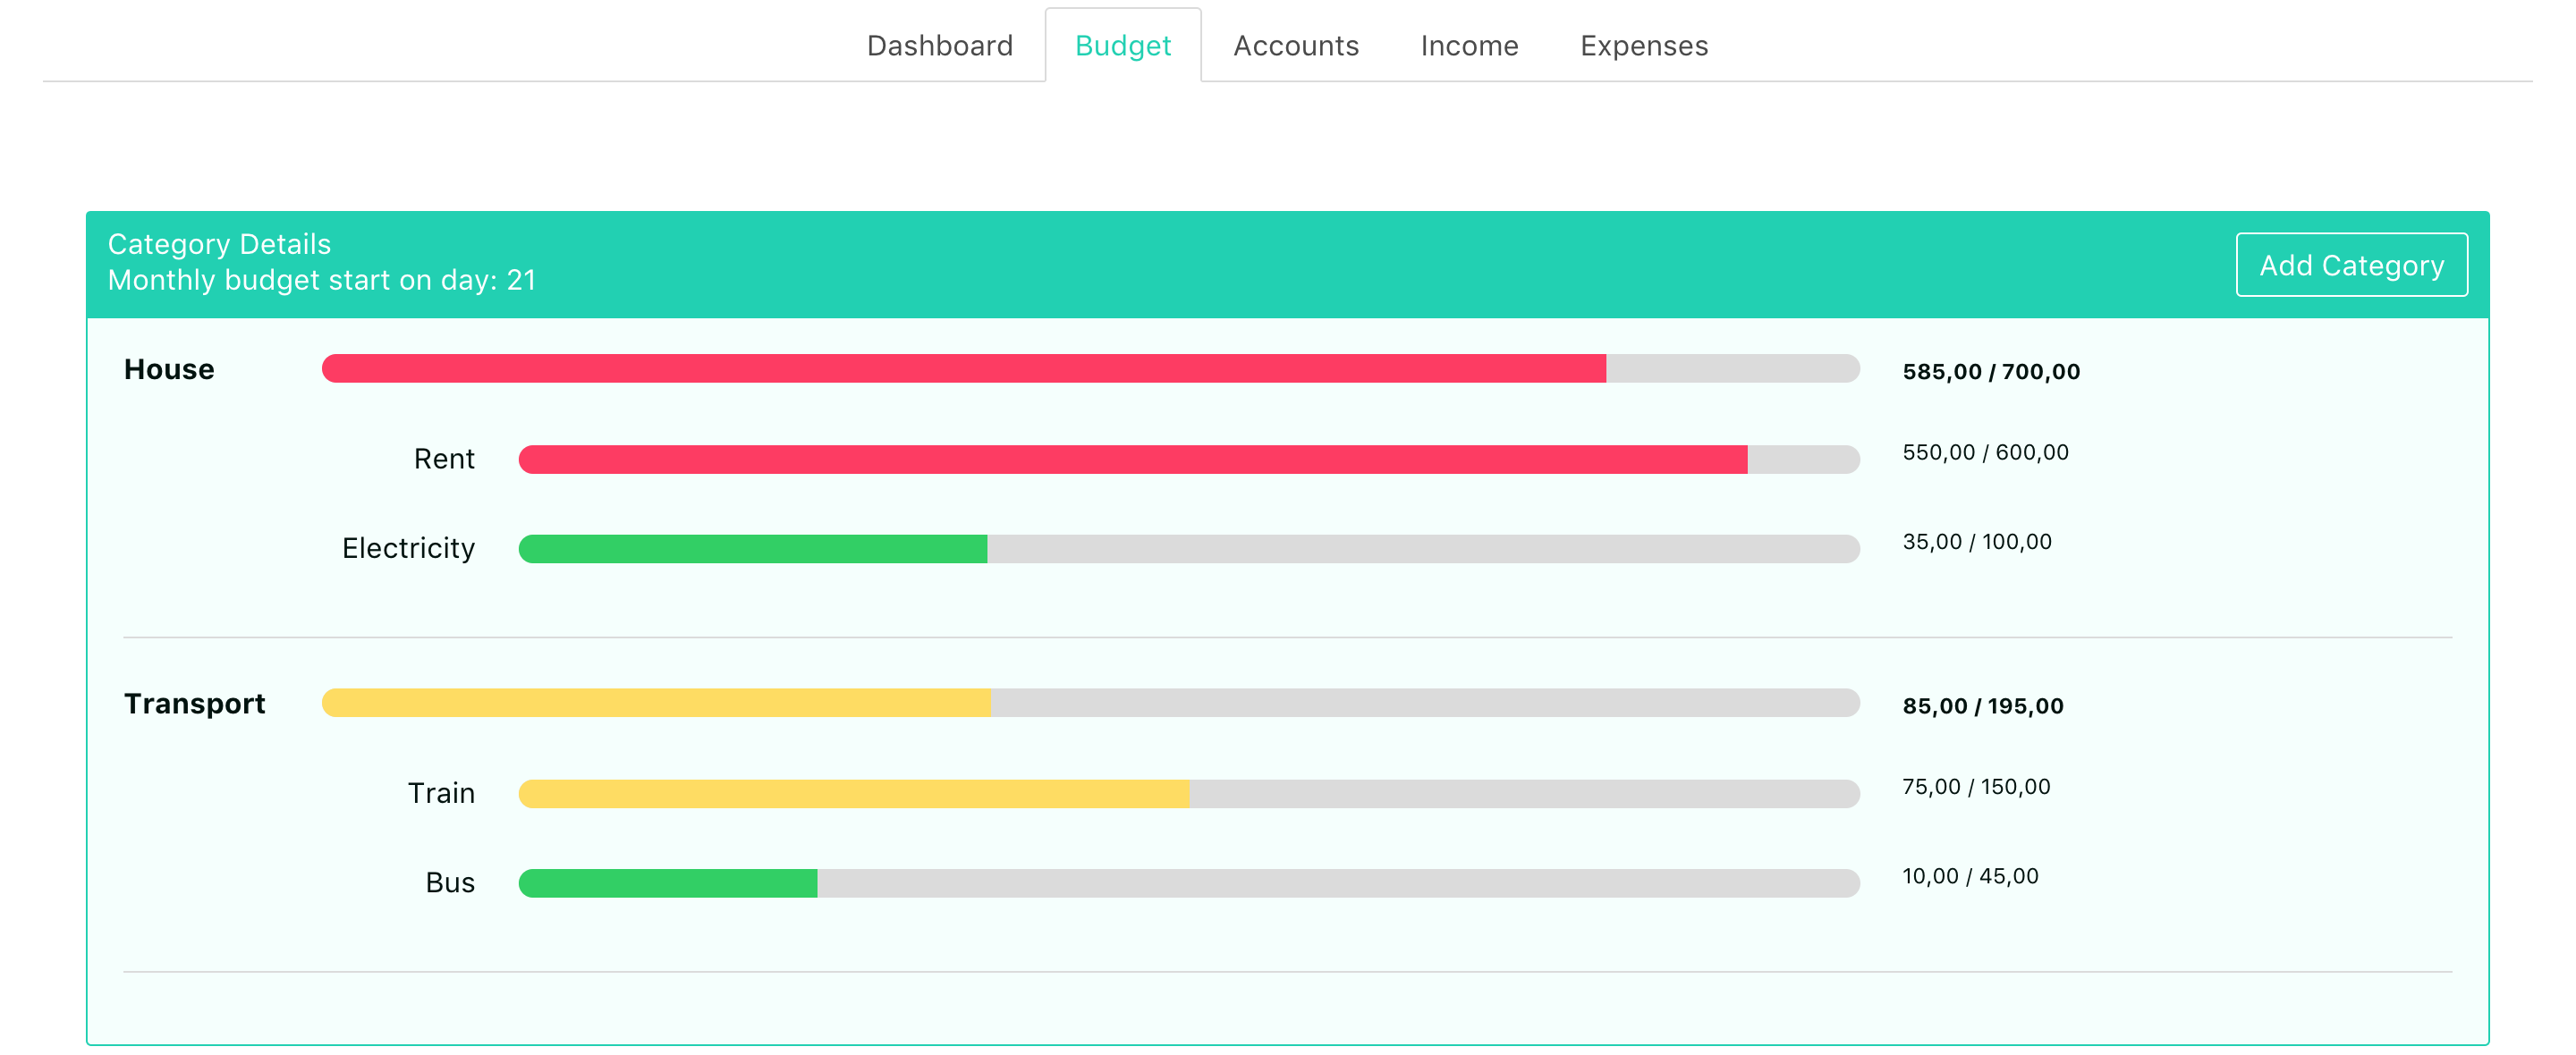 Dashboard Budget Accounts Income Expenses
Category Details
Monthly budget start on day: 21
Add Category
House 585,00 / 700,00
Rent 550,00 / 600,00
Electricity 35,00 / 100,00
Transport 85,00 / 195,00
Train 75,00 / 150,00
Bus 10,00 / 45,00